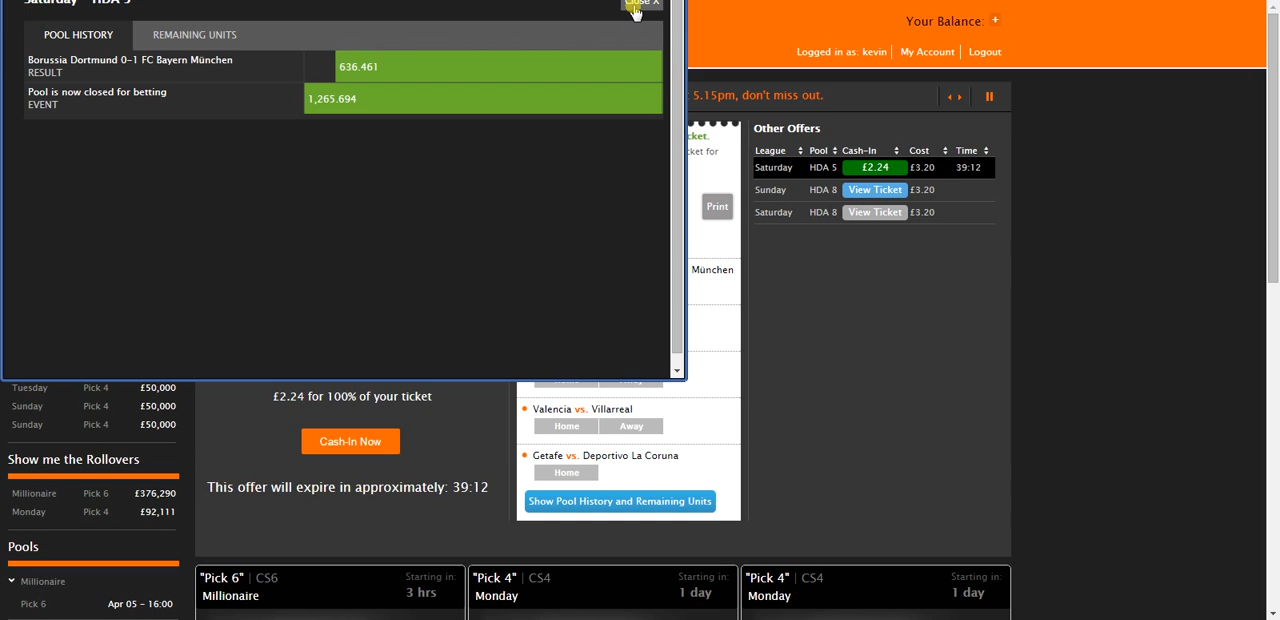 Saturday - HDA 5
Close X
POOL HISTORY
REMAINING UNITS
Borussia Dortmund 0-1 FC Bayern München
RESULT
636.461
Pool is now closed for betting
EVENT
1,265.694
Your Balance: +
Logged in as: kevin
My Account
Logout
: 5.15pm, don't miss out.
cket.
cket for
Print
München
Other Offers
League Pool Cash-In Cost Time
Saturday HDA 5 £2.24 £3.20 39:12
Sunday HDA 8 View Ticket £3.20
Saturday HDA 8 View Ticket £3.20
Tuesday Pick 4 £50,000
Sunday Pick 4 £50,000
Sunday Pick 4 £50,000
Show me the Rollovers
Millionaire Pick 6 £376,290
Monday Pick 4 £92,111
Pools
Millionaire
Pick 6 Apr 05 - 16:00
£2.24 for 100% of your ticket
Cash-In Now
This offer will expire in approximately: 39:12
Valencia vs. Villarreal
Home Away
Getafe vs. Deportivo La Coruna
Home
Show Pool History and Remaining Units
"Pick 6" | CS6 Starting in:
Millionaire 3 hrs
"Pick 4" | CS4 Starting in:
Monday 1 day
"Pick 4" | CS4 Starting in:
Monday 1 day